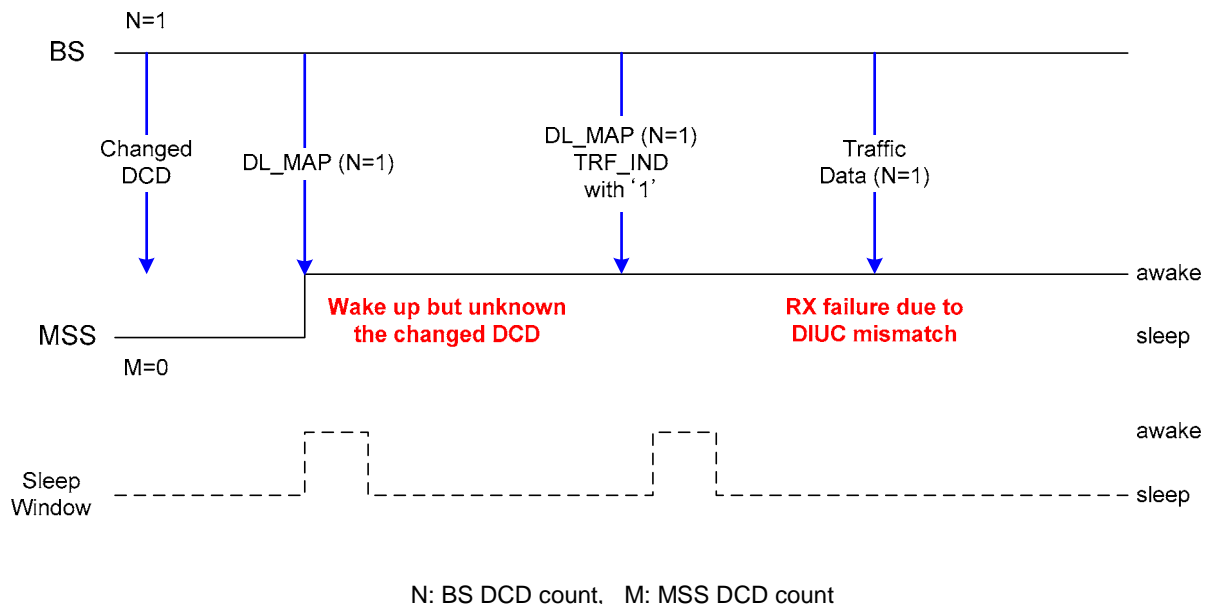 N=1
BS
Changed
DCD
DL_MAP (N=1)
DL_MAP (N=1)
TRF_IND
with ‘1’
Traffic
Data (N=1)
awake
Wake up but unknown
the changed DCD
RX failure due to
DIUC mismatch
MSS
sleep
M=0
awake
Sleep
Window
sleep
N: BS DCD count,   M: MSS DCD count